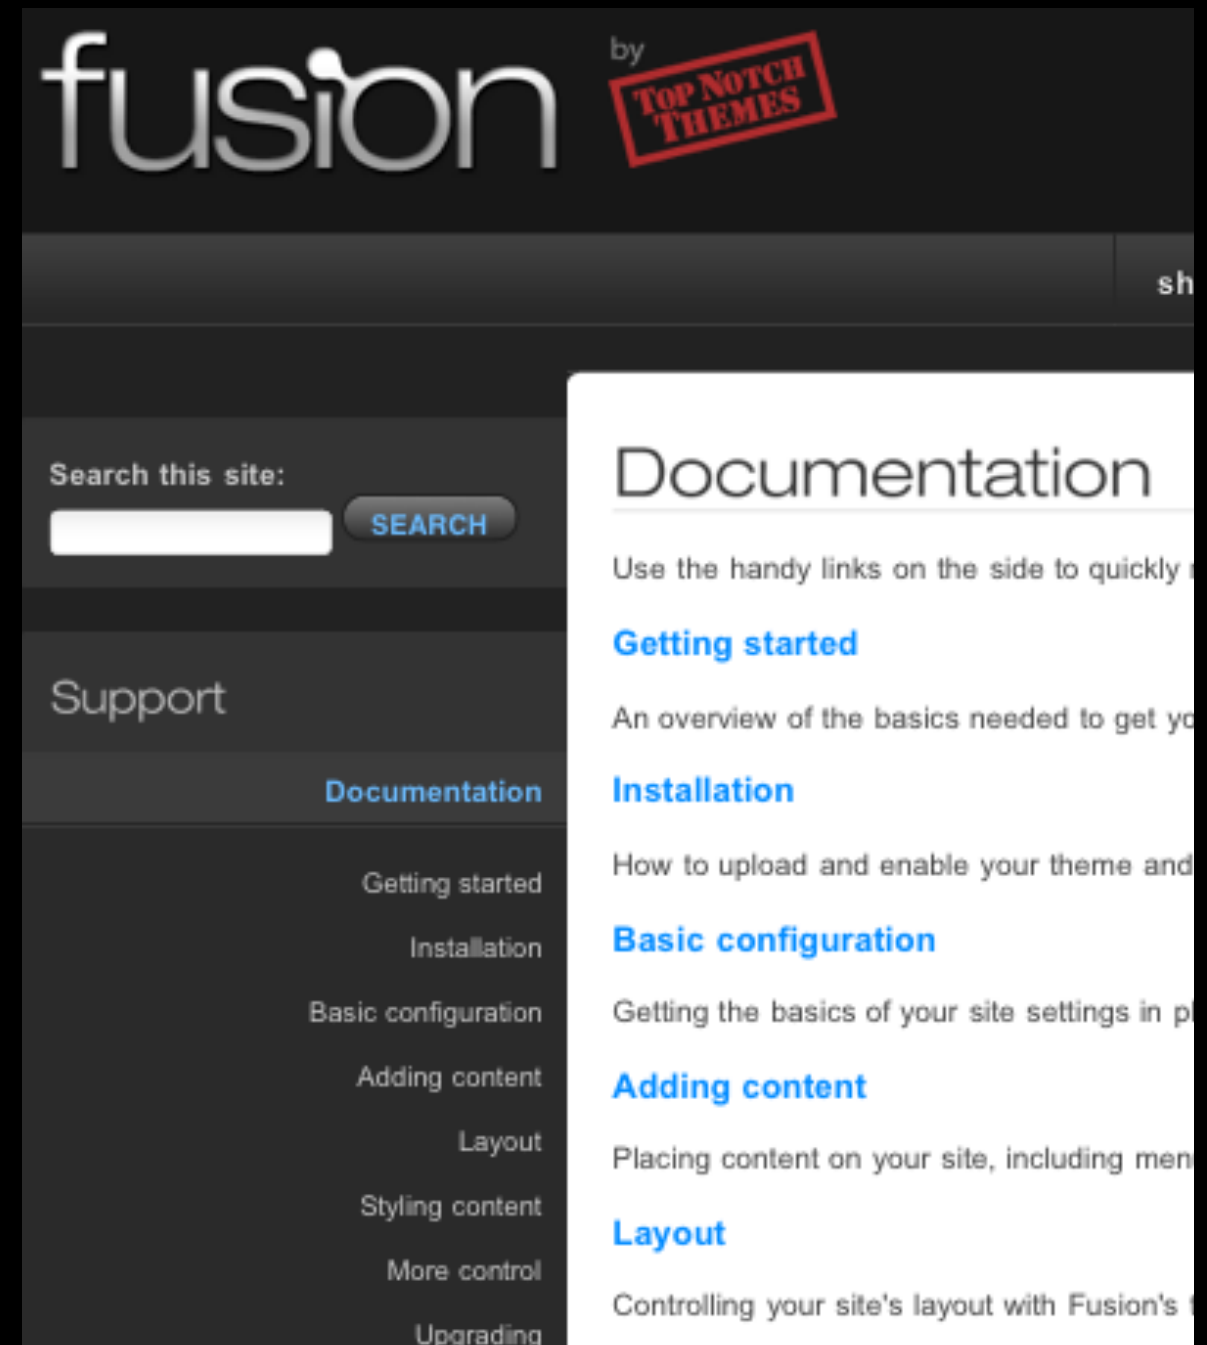 fusion
by
TOP NOTCH
THEMES
Search this site:
SEARCH
Support
Documentation
Getting started
Installation
Basic configuration
Adding content
Layout
Styling content
More control
Upgrading
Documentation
Use the handy links on the side to quickly
Getting started
An overview of the basics needed to get
Installation
How to upload and enable your theme and
Basic configuration
Getting the basics of your site settings in
Adding content
Placing content on your site, including
Layout
Controlling your site's layout with Fusion's